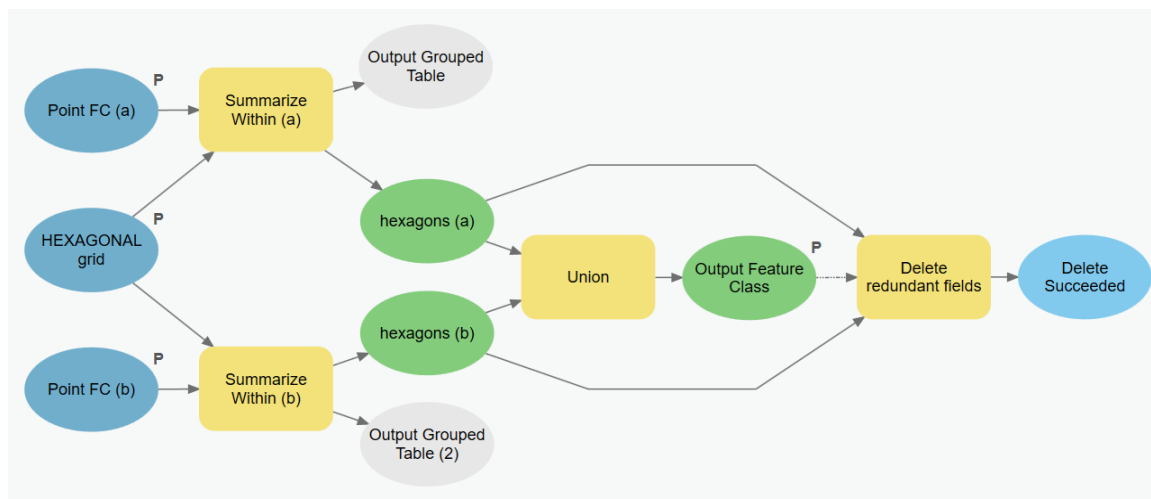 Output Grouped
Table
P
Point FC (a)
Summarize
Within (a)
P
HEXAGONAL
grid
hexagons (a)
Union
P
Output Feature
Class
Delete
redundant fields
Delete
Succeeded
hexagons (b)
P
Point FC (b)
Summarize
Within (b)
Output Grouped
Table (2)